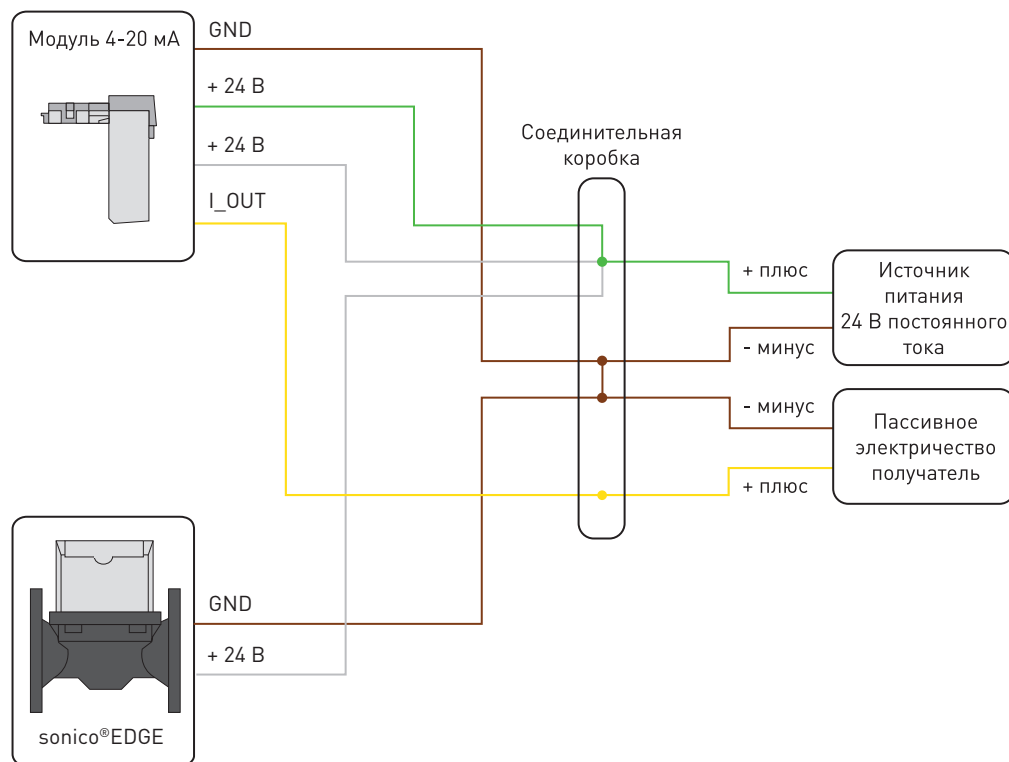 Модуль 4-20 мА
GND
+ 24 В
+ 24 В
I_OUT
Соединительная
коробка
+ плюс
- минус
Источник
питания
24 В постоянного
тока
- минус
+ плюс
Пассивное
электричество
получатель
GND
+ 24 В
sonico®EDGE